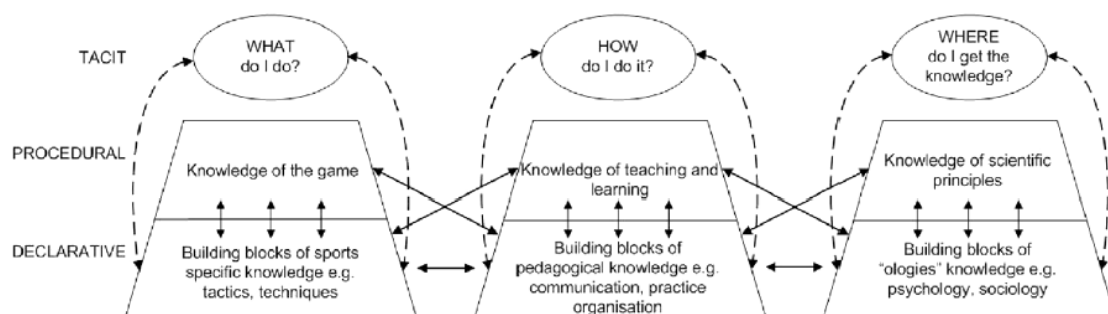 TACIT
WHAT
do I do?
HOW
do I do it?
WHERE
do I get the
knowledge?
PROCEDURAL
Knowledge of the game
Knowledge of teaching and
learning
Knowledge of scientific
principles
DECLARATIVE
Building blocks of sports
specific knowledge e.g.
tactics, techniques
Building blocks of
pedagogical knowledge e.g.
communication, practice
organisation
Building blocks of
"ologies" knowledge e.g.
psychology, sociology